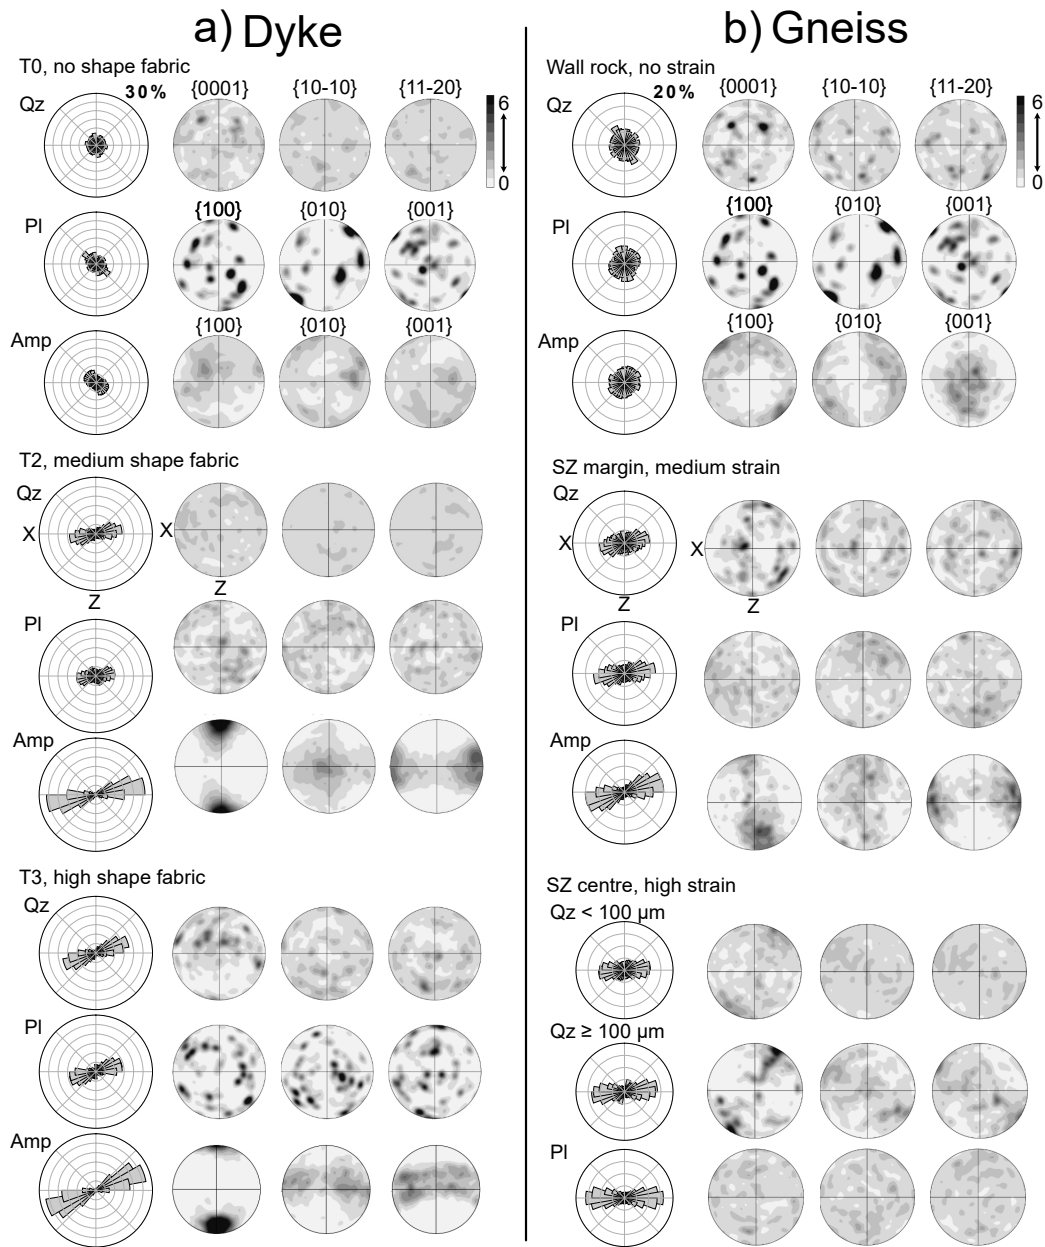 a) Dyke
T0, no shape fabric
30% {0001} {10-10} {11-20}
Qz
6
0
Pl
{100} {010} {001}
Amp
{100} {010} {001}
T2, medium shape fabric
Qz
X X
Z
Z
Pl
Amp
T3, high shape fabric
Qz
Pl
Amp
b) Gneiss
Wall rock, no strain
20% {0001} {10-10} {11-20}
Qz
6
0
{100} {010} {001}
Pl
{100} {010} {001}
Amp
SZ margin, medium strain
Qz
X X
Z Z
Pl
Amp
SZ centre, high strain
Qz < 100 µm
Qz ≥ 100 µm
Pl